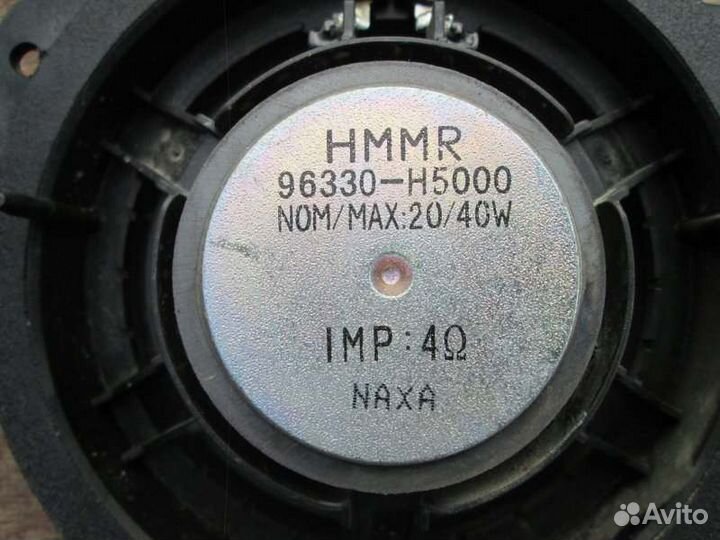 HMMR
96330-H5000
NOM/MAX:20/40W
IMP:4Ω
NAXA
Avito